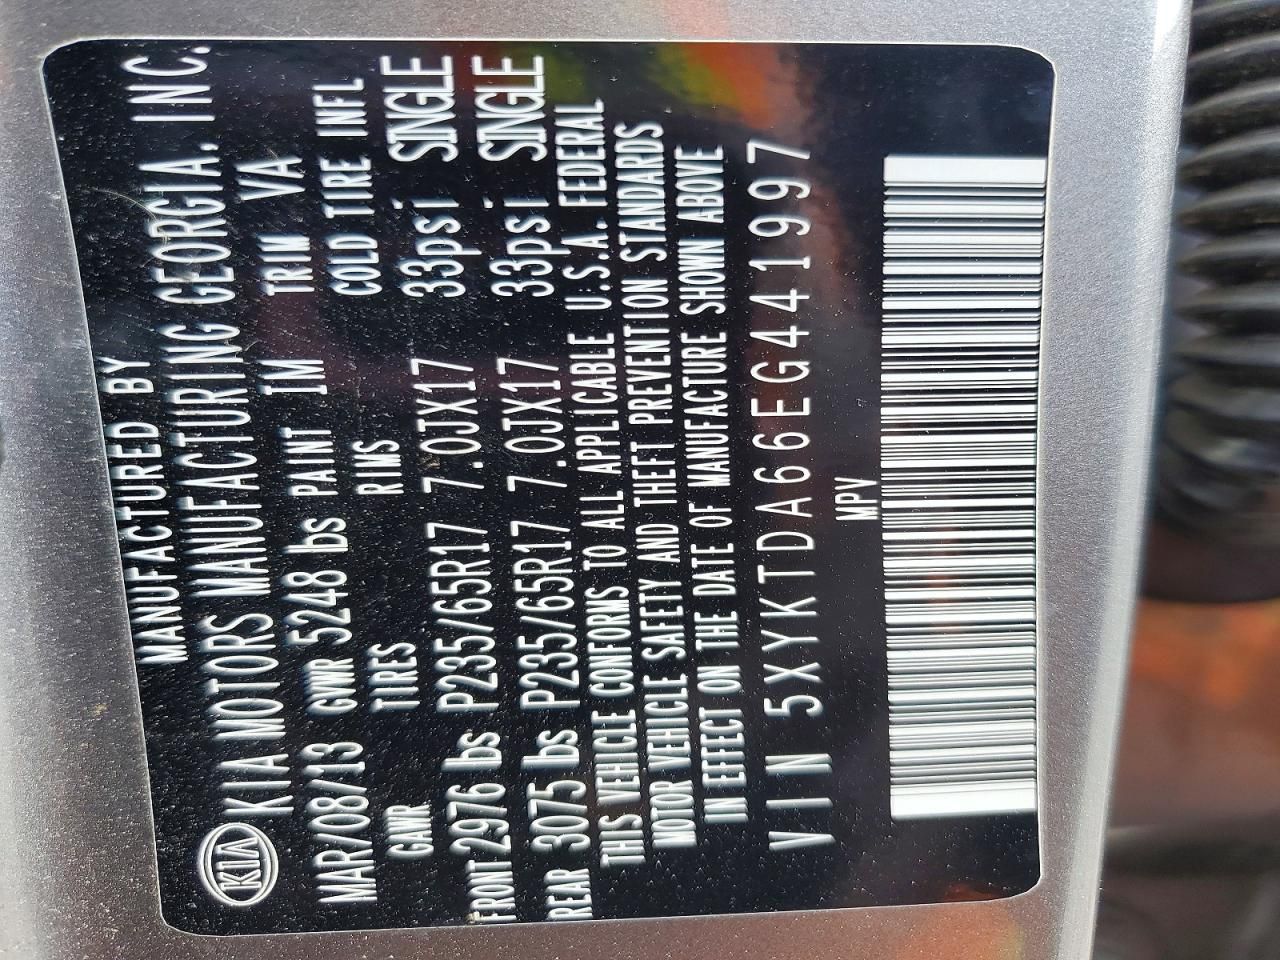 MANUFACTURED BY
KIA KIA MOTORS MANUFACTURING GEORGIA, INC.
MAR/08/13 GVWR 5248 lbs PAINT IM TRIM VA
GAWR TIRES RIMS COLD TIRE INFL
FRONT 2976 lbs P235/65R17 7.0JX17 33psi SINGLE
REAR 3075 lbs P235/65R17 7.0JX17 33psi SINGLE
THIS VEHICLE CONFORMS TO ALL APPLICABLE U.S.A. FEDERAL
MOTOR VEHICLE SAFETY AND THEFT PREVENTION STANDARDS
IN EFFECT ON THE DATE OF MANUFACTURE SHOWN ABOVE
VIN 5XYKTDA66EG441997
MPV